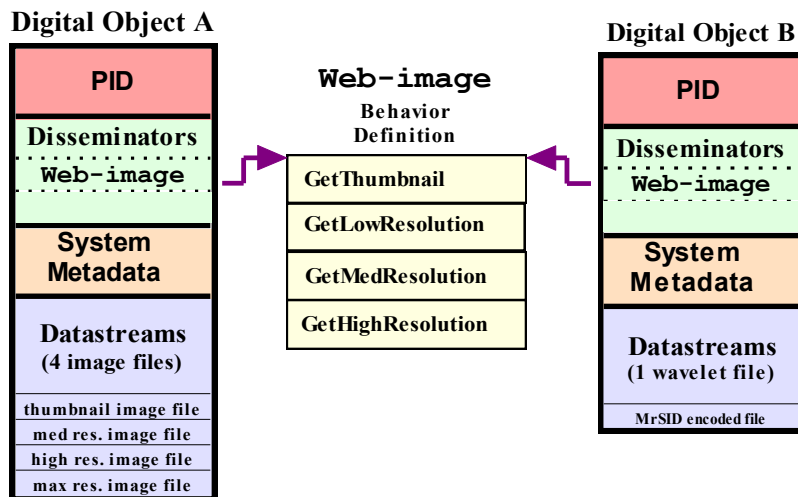 Digital Object A
PID
Disseminators
Web-image
System
Metadata
Datastreams
(4 image files)
thumbnail image file
med res. image file
high res. image file
max res. image file
Web-image
Behavior
Definition
GetThumbnail
GetLowResolution
GetMedResolution
GetHighResolution
Digital Object B
PID
Disseminators
Web-image
System
Metadata
Datastreams
(1 wavelet file)
MrSID encoded file